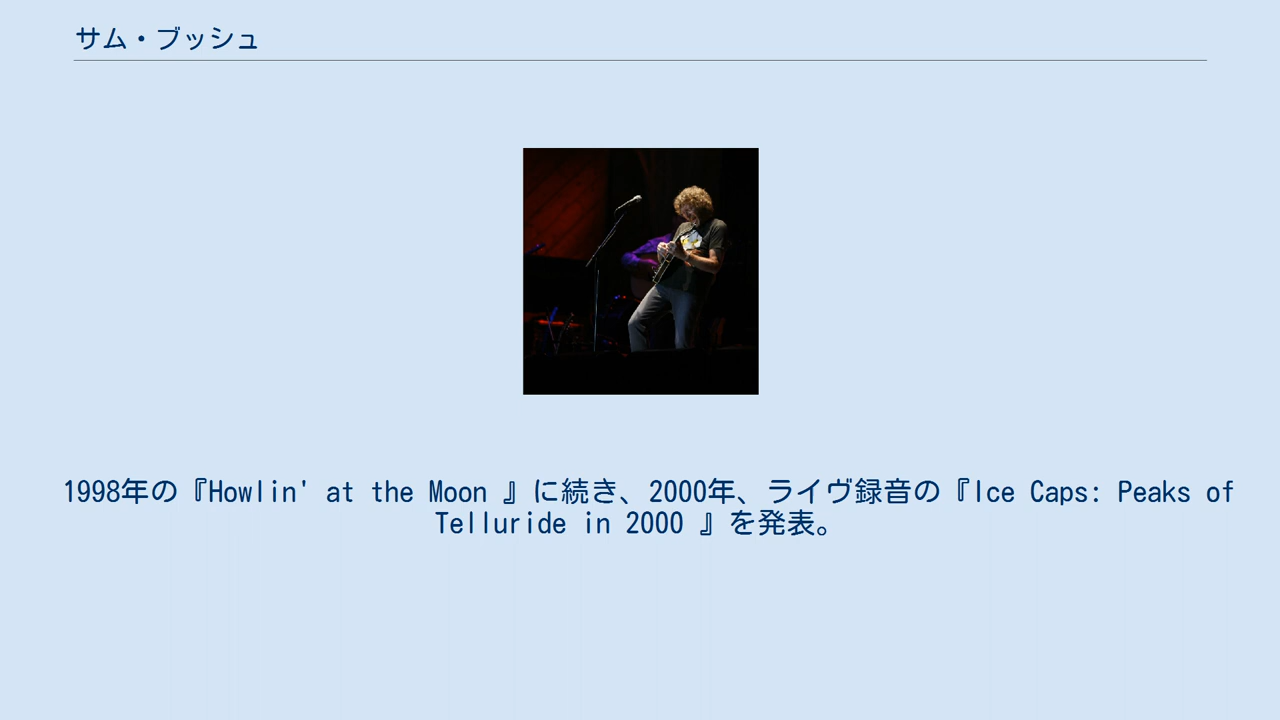 サム・ブッシュ
1998年の『Howlin' at the Moon 』に続き、2000年、ライヴ録音の『Ice Caps: Peaks of
Telluride in 2000 』を発表。